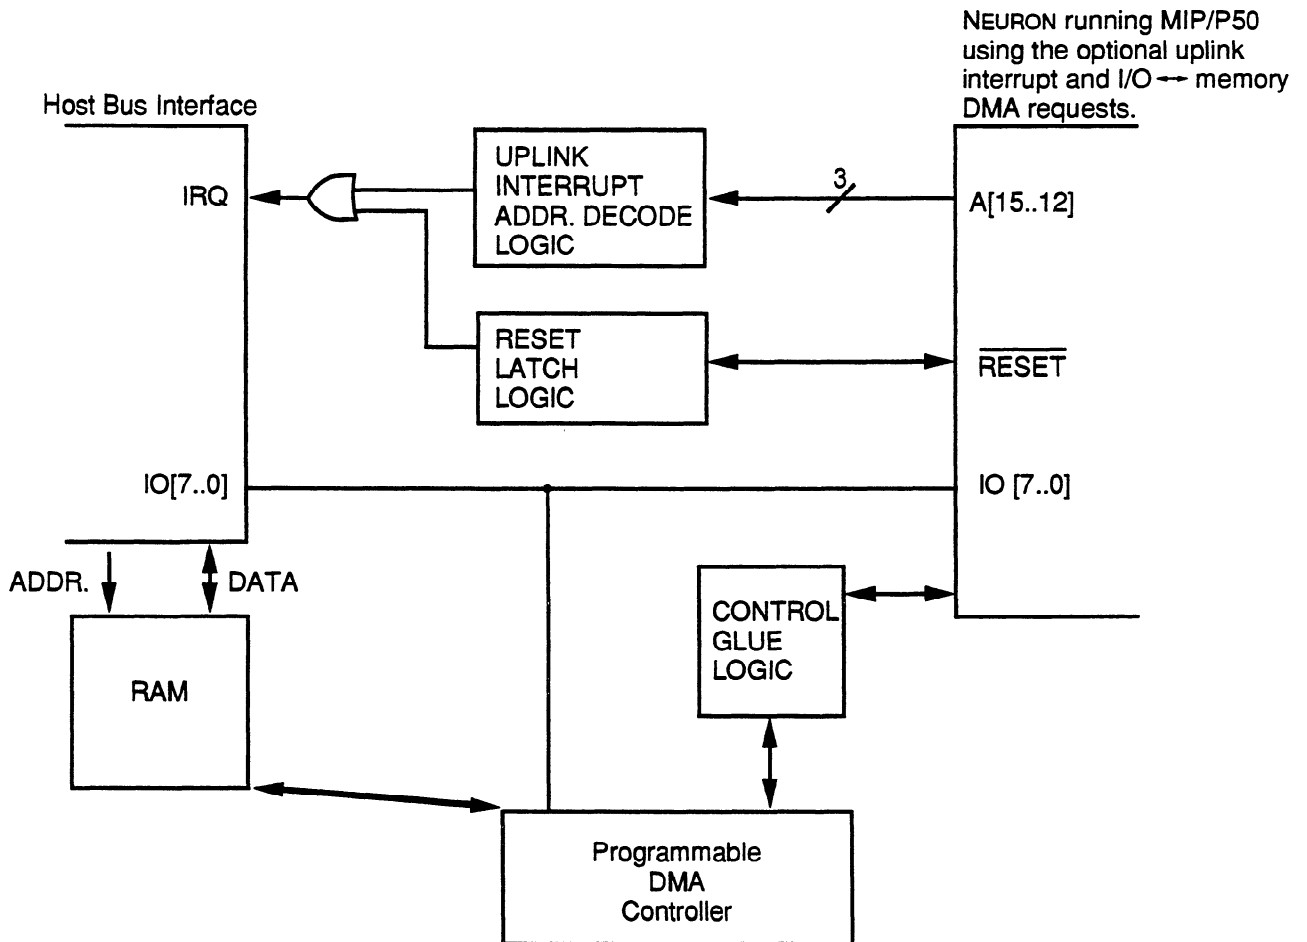 NEURON running MIP/P50
using the optional uplink
interrupt and I/O ↔ memory
DMA requests.
Host Bus Interface
UPLINK
INTERRUPT
ADDR. DECODE
LOGIC
3
IRQ
A[15..12]
RESET
LATCH
LOGIC
RESET
IO[7..0]
IO [7..0]
ADDR.
DATA
CONTROL
GLUE
LOGIC
RAM
Programmable
DMA
Controller